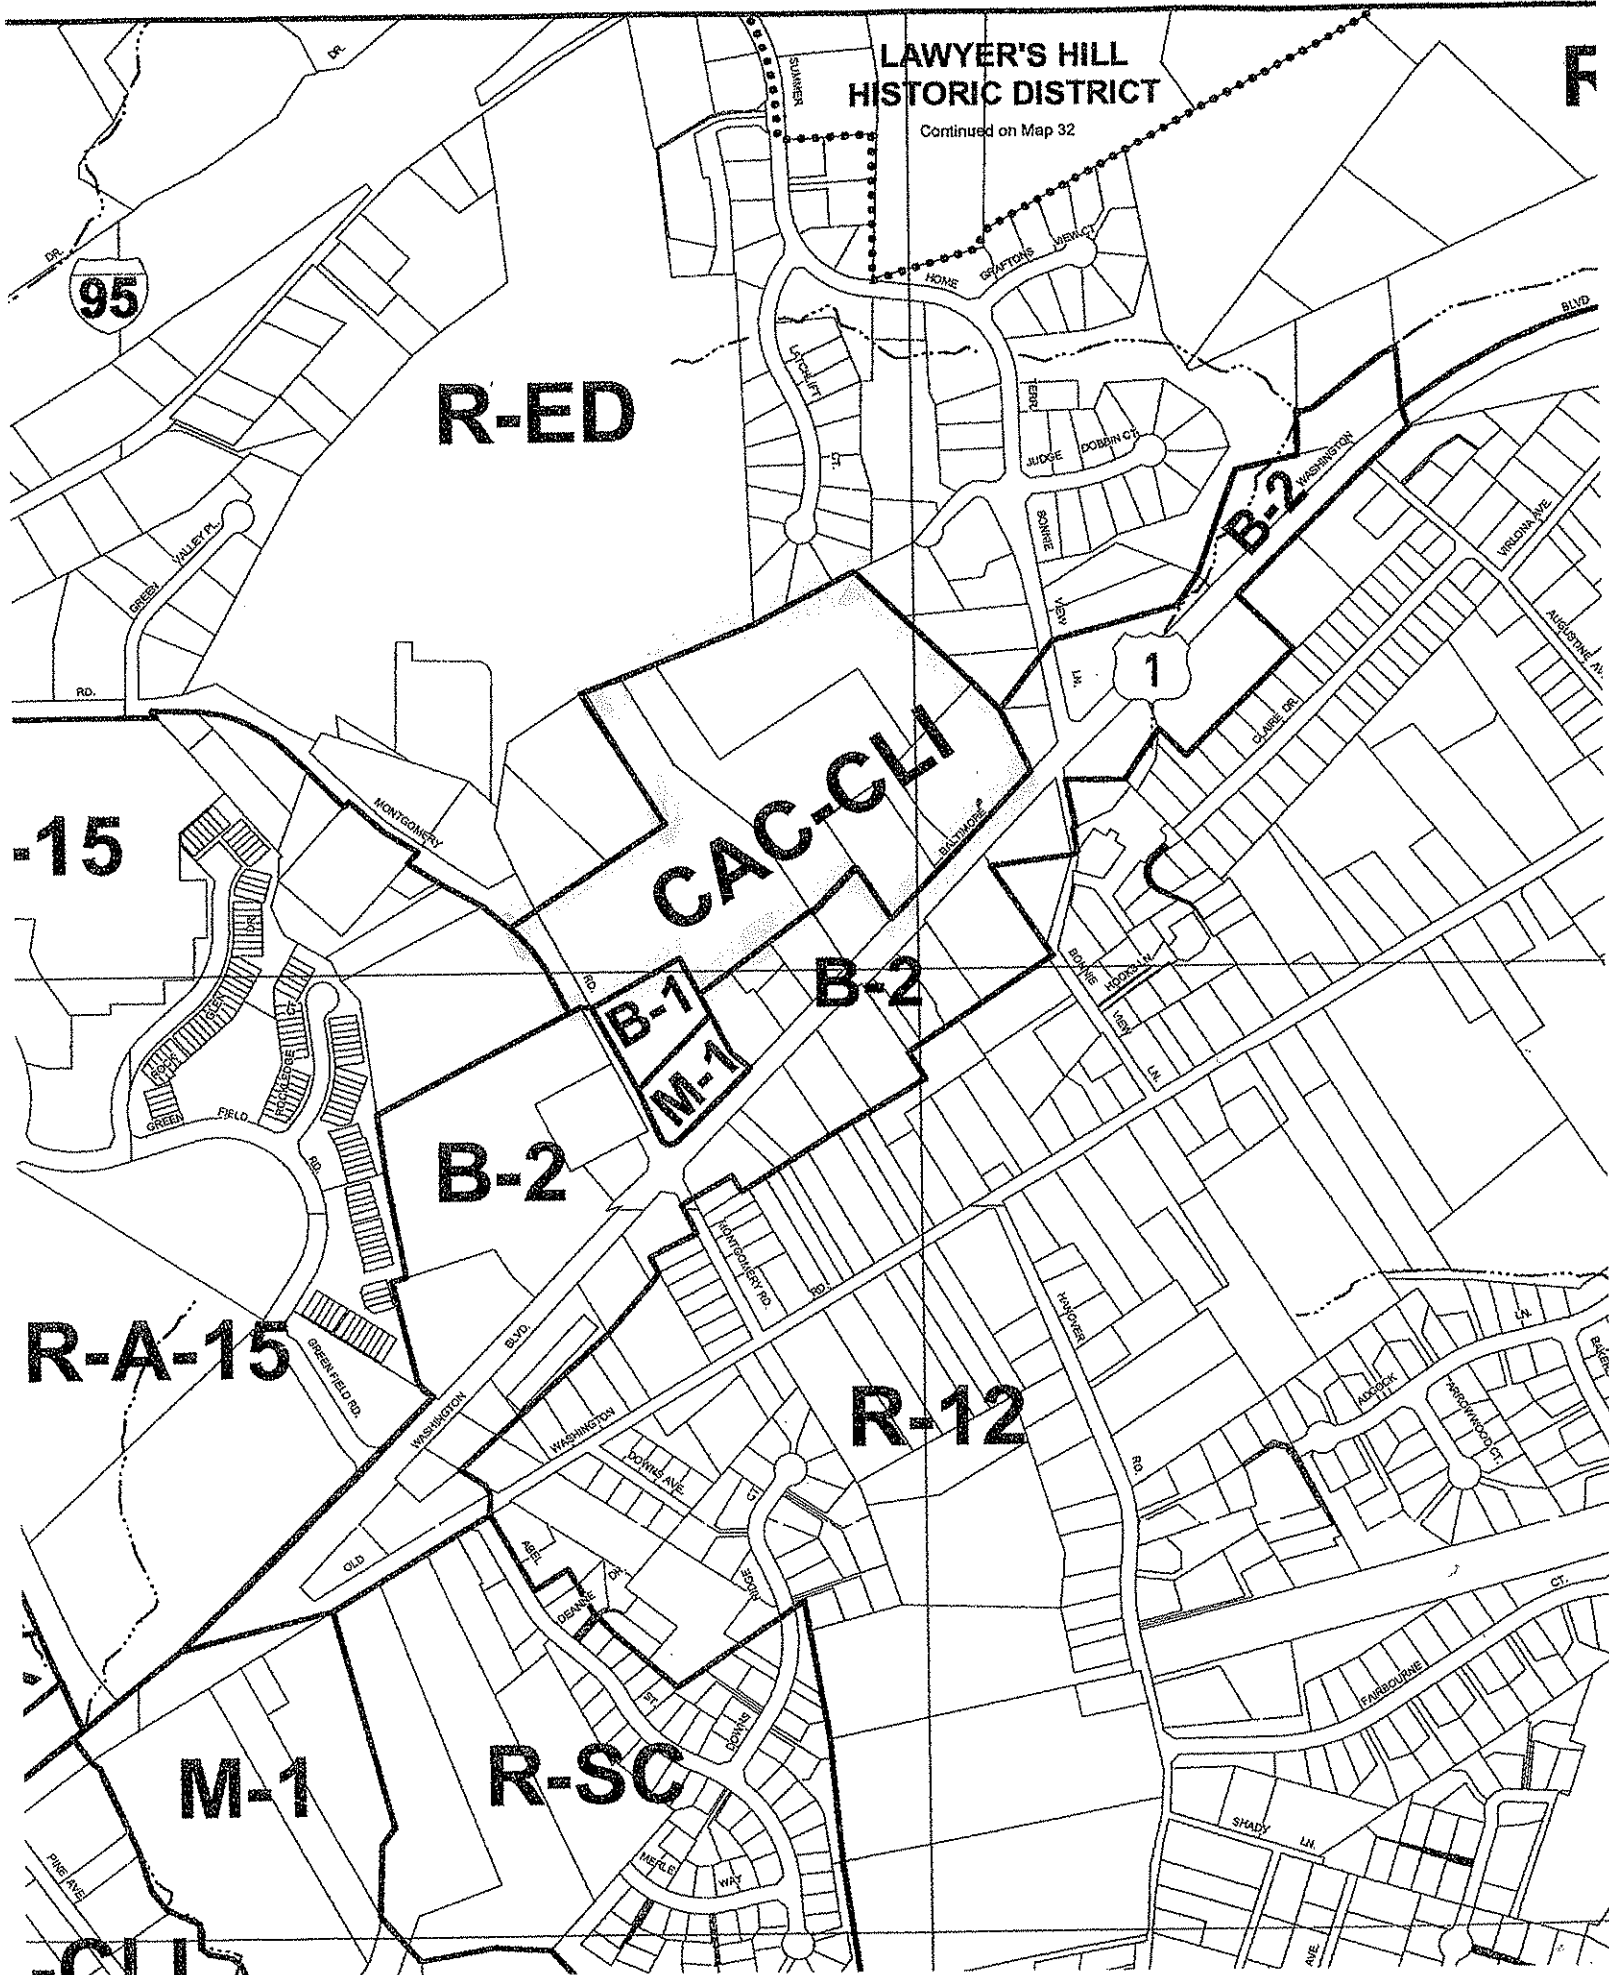 DR.
SUMMER
LAWYER'S HILL
HISTORIC DISTRICT
Continued on Map 32
DR.
95
HOME
GRAFTONS
VIEW CT.
BLVD
R-ED
LATCHLIFT
CT.
TERRI
JUDGE
DOBBIN CT.
WASHINGTON
B-2
VIRLONA AVE.
GREEN
VALLEY PL.
BONNIE
VIEW
LN.
AUGUSTINE AV
RD.
1
CLAIRE DR.
CAC-CLI
BALTIMORE
MONTGOMERY
-15
RD.
B-1
B-2
M-1
BONNIE
VIEW
LN.
HOOKS LN
GLEN
ROCK
GREEN
FIELD
RD.
CT.
ROCKLEDGE
B-2
MONTGOMERY RD.
RD.
HANOVER
RD.
R-A-15
GREEN FIELD RD.
WASHINGTON
BLVD.
R-12
LN.
ADCOCK
ARROWWOOD CT.
WASHINGTON
DOWNS AVE.
CT.
OLD
ABEL
DEANNE
DR.
RIDGE
CT.
FAIRBOURNE
ST.
DOWNS
M-1
R-SC
SHADY
LN.
PINE AVE
MERLE
WAY
AVE.
-CLI